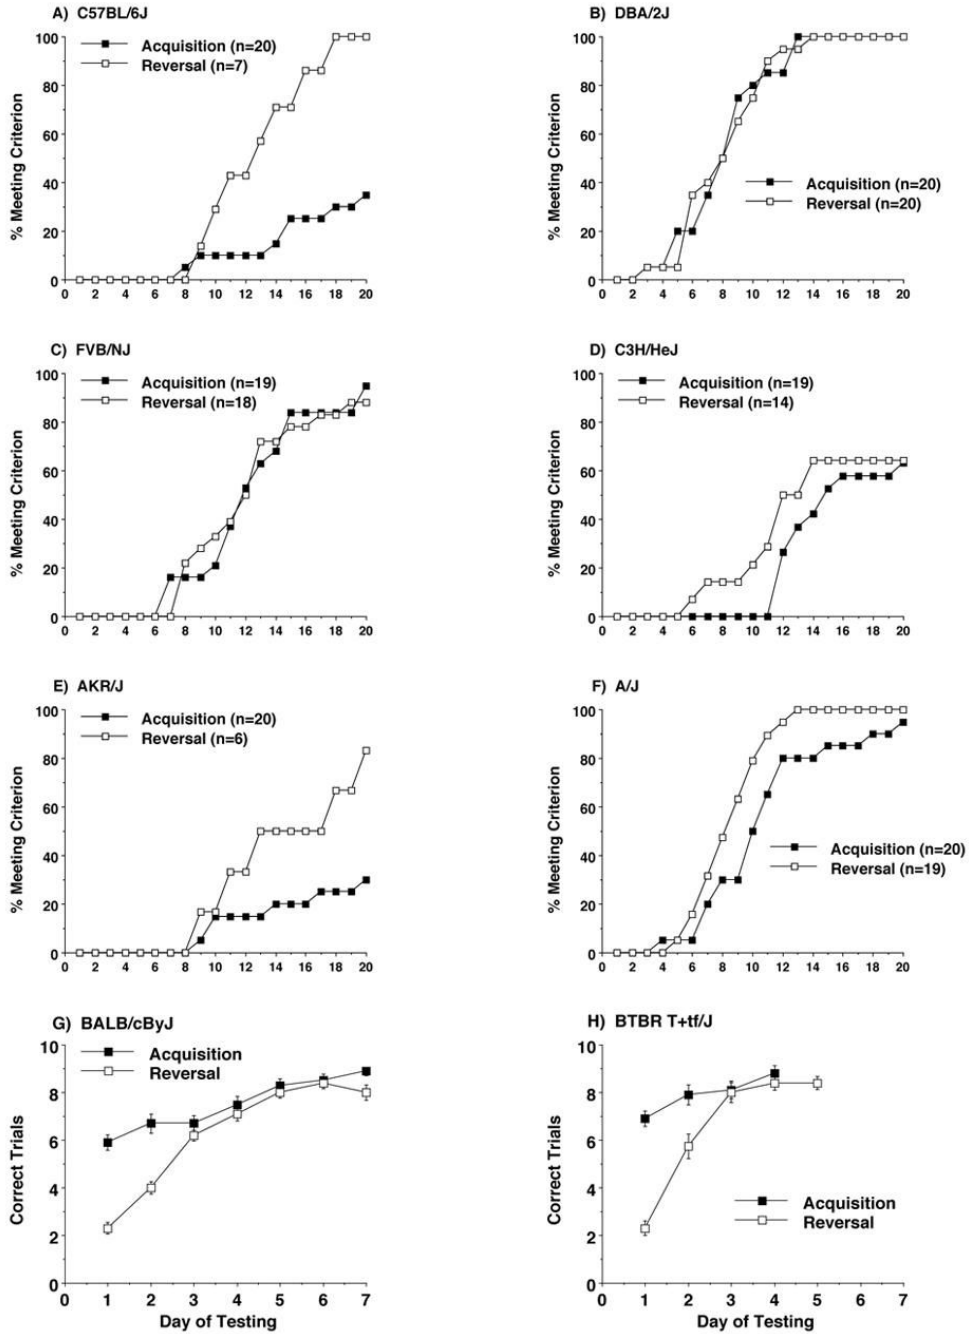 A) C57BL/6J
100
80
60
40
20
0
% Meeting Criterion
Acquisition (n=20)
Reversal (n=7)
0 2 4 6 8 10 12 14 16 18 20
B) DBA/2J
100
80
60
40
20
0
% Meeting Criterion
Acquisition (n=20)
Reversal (n=20)
0 2 4 6 8 10 12 14 16 18 20
C) FVB/NJ
100
80
60
40
20
0
% Meeting Criterion
Acquisition (n=19)
Reversal (n=18)
0 2 4 6 8 10 12 14 16 18 20
D) C3H/HeJ
100
80
60
40
20
0
% Meeting Criterion
Acquisition (n=19)
Reversal (n=14)
0 2 4 6 8 10 12 14 16 18 20
E) AKR/J
100
80
60
40
20
0
% Meeting Criterion
Acquisition (n=20)
Reversal (n=6)
0 2 4 6 8 10 12 14 16 18 20
F) A/J
100
80
60
40
20
0
% Meeting Criterion
Acquisition (n=20)
Reversal (n=19)
0 2 4 6 8 10 12 14 16 18 20
G) BALB/cByJ
10
8
6
4
2
0
Correct Trials
Acquisition
Reversal
0 1 2 3 4 5 6 7
Day of Testing
H) BTBR T+tf/J
10
8
6
4
2
0
Correct Trials
Acquisition
Reversal
0 1 2 3 4 5 6 7
Day of Testing